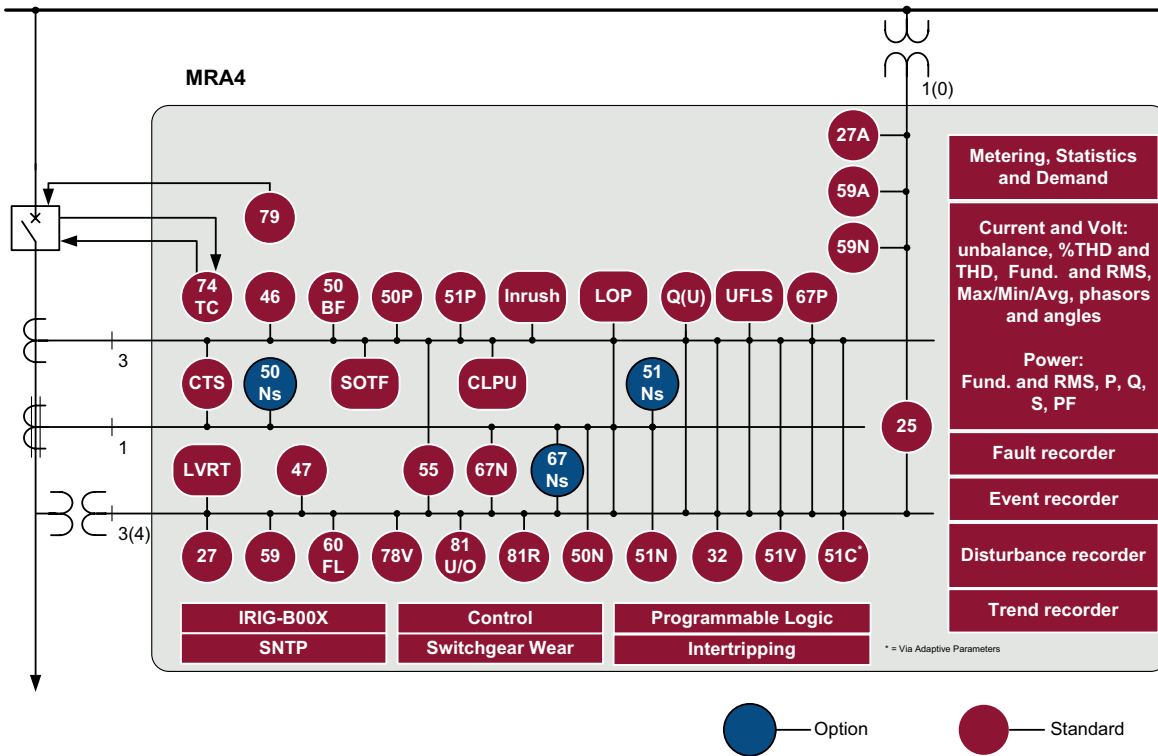 MRA4
1(0)
27A
59A
59N
79
74
TC
46
50
BF
50P
51P
Inrush
LOP
Q(U)
UFLS
67P
3
CTS
50
Ns
SOTF
CLPU
51
Ns
25
1
LVRT
47
55
67N
67
Ns
3(4)
27
59
60
FL
78V
81
U/O
81R
50N
51N
32
51V
51C*
IRIG-B00X
Control
Programmable Logic
SNTP
Switchgear Wear
Intertripping
* = Via Adaptive Parameters
Metering, Statistics
and Demand
Current and Volt:
unbalance, %THD and
THD, Fund. and RMS,
Max/Min/Avg, phasors
and angles
Power:
Fund. and RMS, P, Q,
S, PF
Fault recorder
Event recorder
Disturbance recorder
Trend recorder
Option
Standard